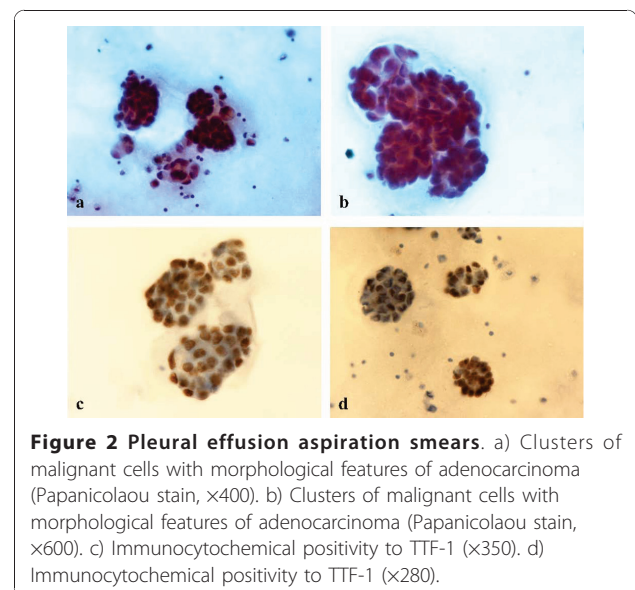 a
b
c
d
Figure 2 Pleural effusion aspiration smears. a) Clusters of
malignant cells with morphological features of adenocarcinoma
(Papanicolaou stain, ×400). b) Clusters of malignant cells with
morphological features of adenocarcinoma (Papanicolaou stain,
×600). c) Immunocytochemical positivity to TTF-1 (×350). d)
Immunocytochemical positivity to TTF-1 (×280).